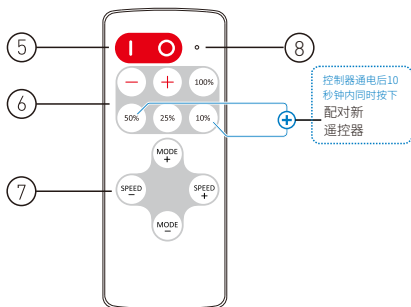 ⑤
I O
⑧
⑥
− + 100%
50% 25% 10%
控制器通电后10
秒钟内同时按下
配对新
遥控器
⑦
MODE
+
SPEED
−
SPEED
+
MODE
−